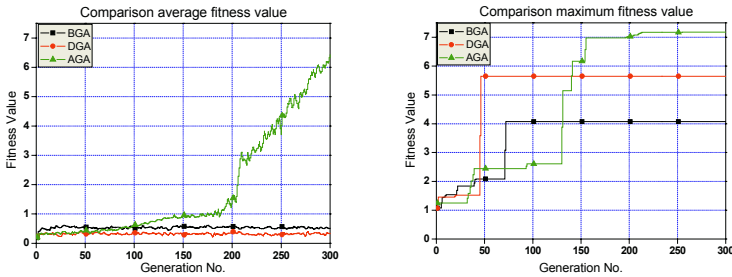 Comparison average fitness value
BGA
DGA
AGA
Fitness Value
7
6
5
4
3
2
1
0
0 50 100 150 200 250 300
Generation No.
Comparison maximum fitness value
BGA
DGA
AGA
Fitness Value
7
6
5
4
3
2
1
0
0 50 100 150 200 250 300
Generation No.